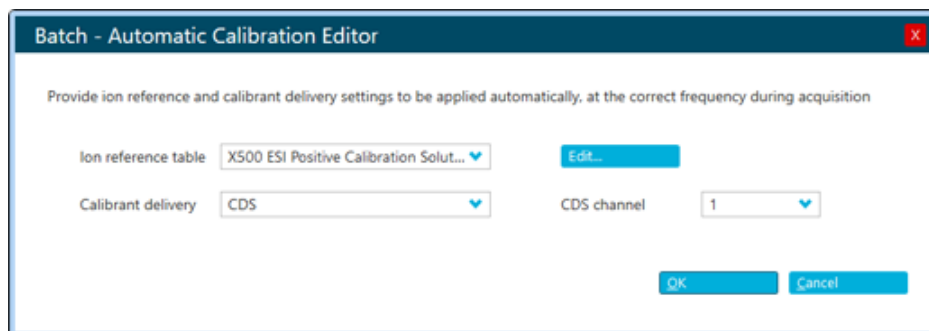 Batch - Automatic Calibration Editor
X
Provide ion reference and calibrant delivery settings to be applied automatically, at the correct frequency during acquisition
Ion reference table X500 ESI Positive Calibration Solut... Edit...
Calibrant delivery CDS CDS channel 1
OK Cancel